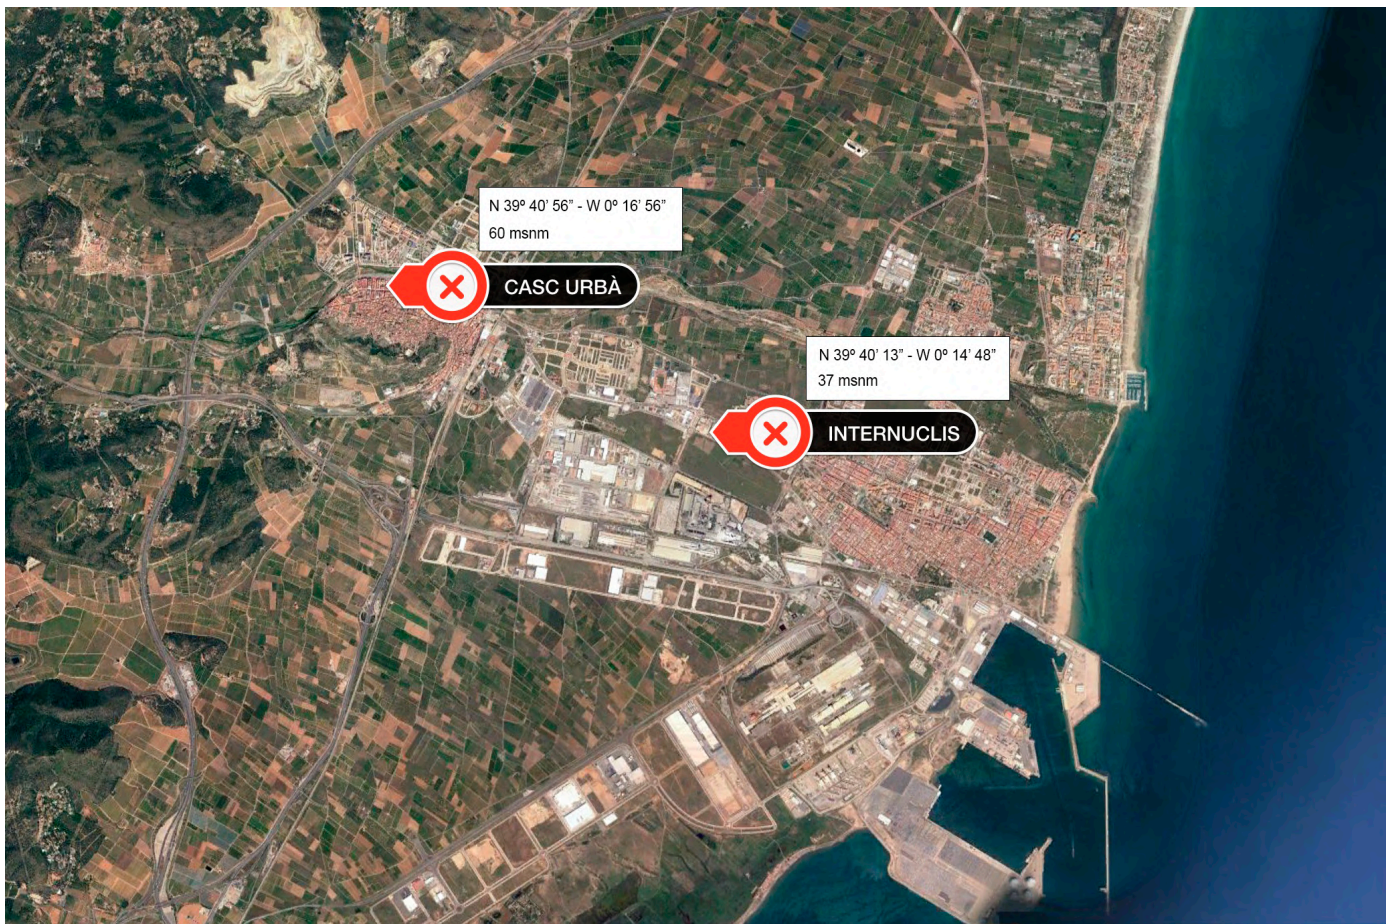 N 39º 40’ 56” - W 0º 16’ 56”
60 msnm
CASC URBÀ
N 39º 40’ 13” - W 0º 14’ 48”
37 msnm
INTERNUCLIS